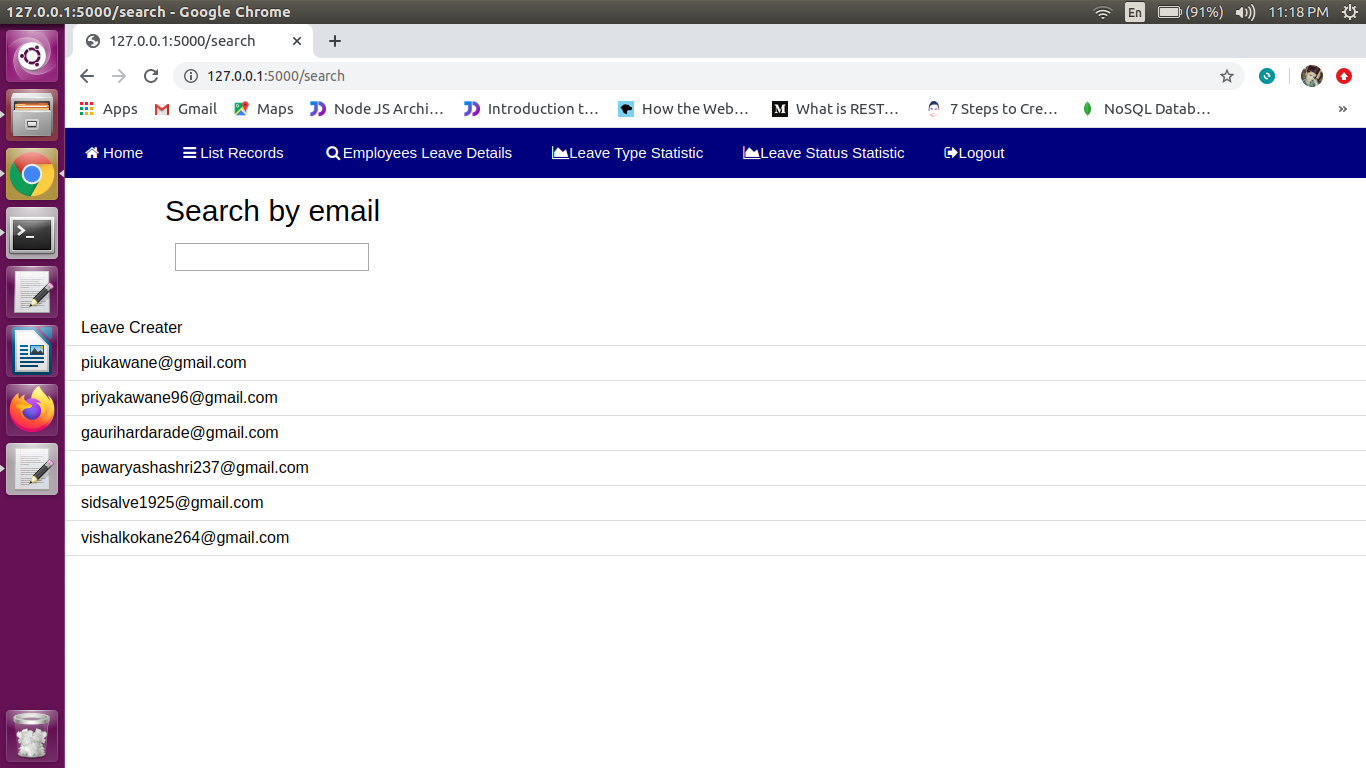 127.0.0.1:5000/search - Google Chrome En (91%) 11:18 PM
127.0.0.1:5000/search
127.0.0.1:5000/search
Apps Gmail Maps Node JS Archi... Introduction t... How the Web... What is REST... 7 Steps to Cre... NoSQL Datab... »
Home List Records Employees Leave Details Leave Type Statistic Leave Status Statistic Logout
Search by email
Leave Creater
piukawane@gmail.com
priyakawane96@gmail.com
gaurihardarade@gmail.com
pawaryashashri237@gmail.com
sidsalve1925@gmail.com
vishalkokane264@gmail.com